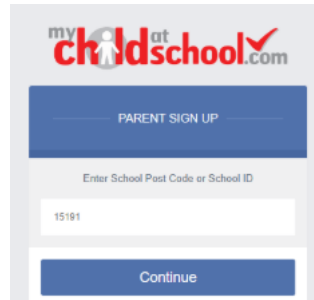 my child at school.com
PARENT SIGN UP
Enter School Post Code or School ID
15191
Continue